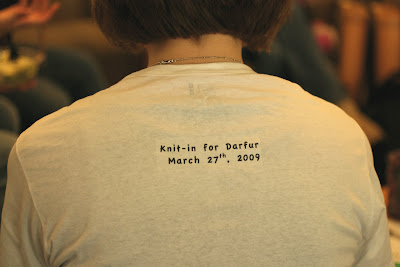 Knit-in for Darfur
March 27th, 2009